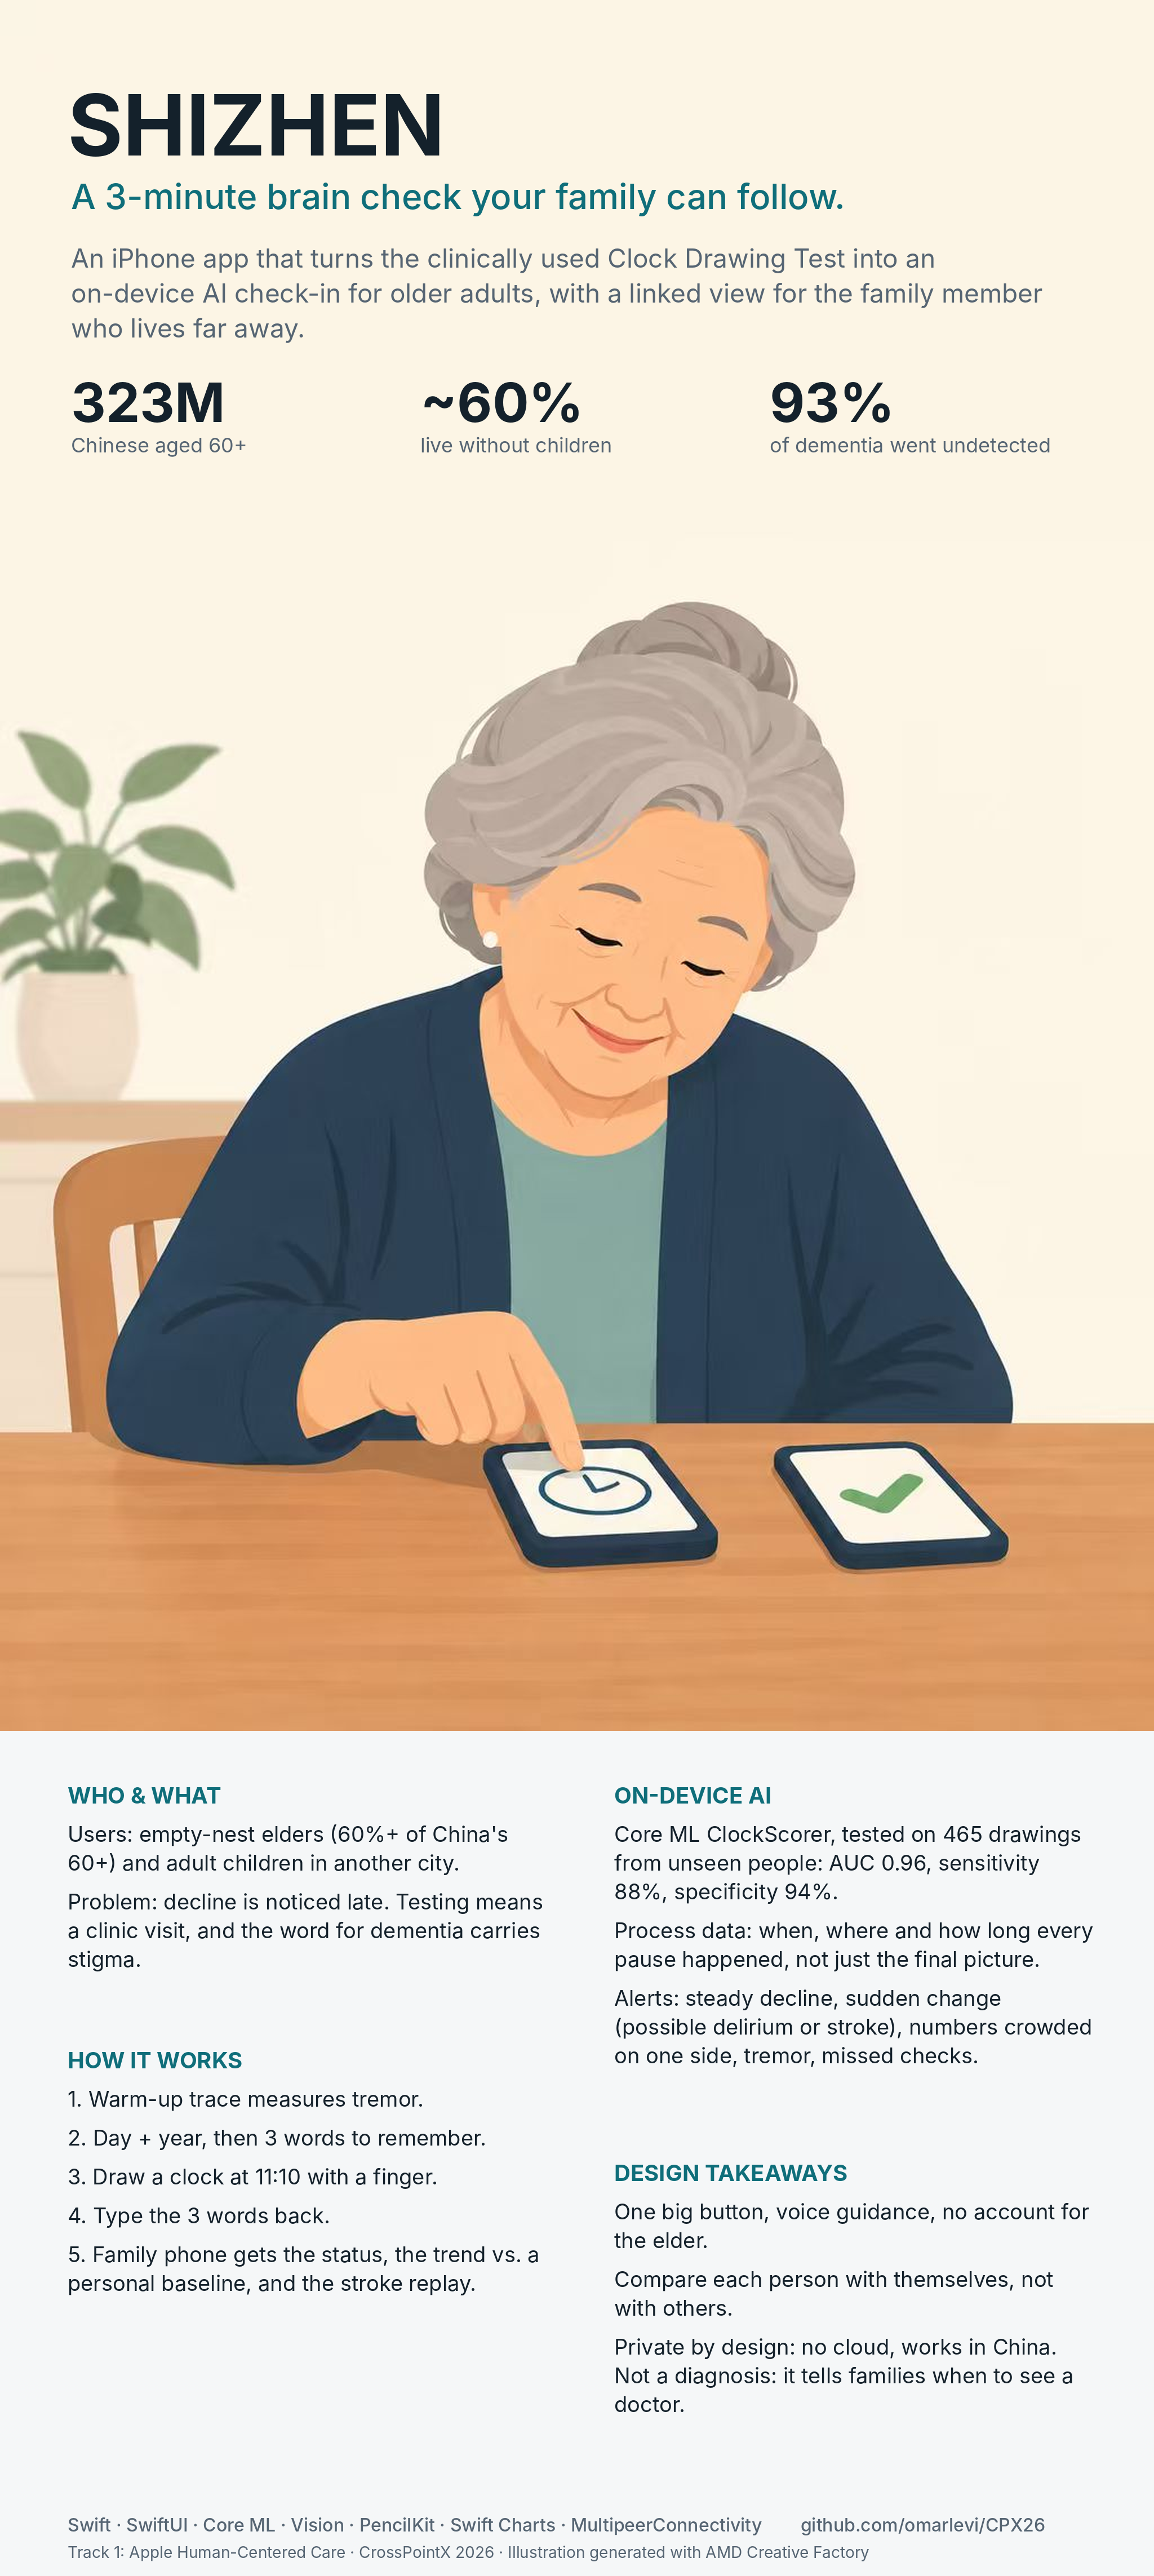 SHIZHEN
A 3-minute brain check your family can follow.
An iPhone app that turns the clinically used Clock Drawing Test into an
on-device AI check-in for older adults, with a linked view for the family member
who lives far away.
323M
Chinese aged 60+
~60%
live without children
93%
of dementia went undetected
WHO & WHAT
Users: empty-nest elders (60%+ of China's
60+) and adult children in another city.
Problem: decline is noticed late. Testing means
a clinic visit, and the word for dementia carries
stigma.
HOW IT WORKS
1. Warm-up trace measures tremor.
2. Day + year, then 3 words to remember.
3. Draw a clock at 11:10 with a finger.
4. Type the 3 words back.
5. Family phone gets the status, the trend vs. a
personal baseline, and the stroke replay.
ON-DEVICE AI
Core ML ClockScorer, tested on 465 drawings
from unseen people: AUC 0.96, sensitivity
88%, specificity 94%.
Process data: when, where and how long every
pause happened, not just the final picture.
Alerts: steady decline, sudden change
(possible delirium or stroke), numbers crowded
on one side, tremor, missed checks.
DESIGN TAKEAWAYS
One big button, voice guidance, no account for
the elder.
Compare each person with themselves, not
with others.
Private by design: no cloud, works in China.
Not a diagnosis: it tells families when to see a
doctor.
Swift · SwiftUI · Core ML · Vision · PencilKit · Swift Charts · MultipeerConnectivity github.com/omarlevi/CPX26
Track 1: Apple Human-Centered Care · CrossPointX 2026 · Illustration generated with AMD Creative Factory